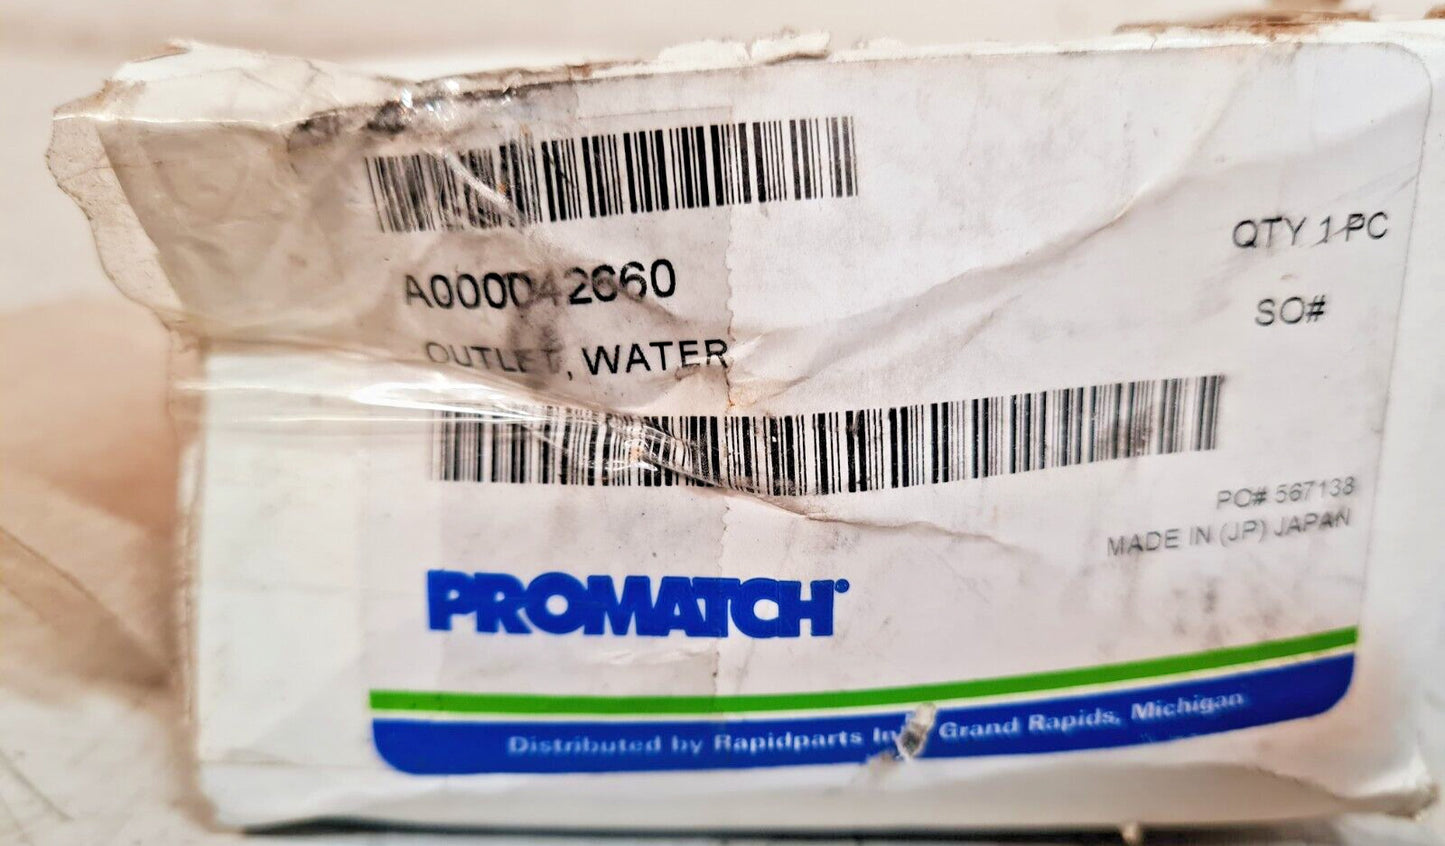 A000042660
QTY 1 PC
SO#
OUTLET, WATER
PO# 567138
MADE IN (JP) JAPAN
PROMATCH®
Distributed by Rapidparts Inc. Grand Rapids, Michigan